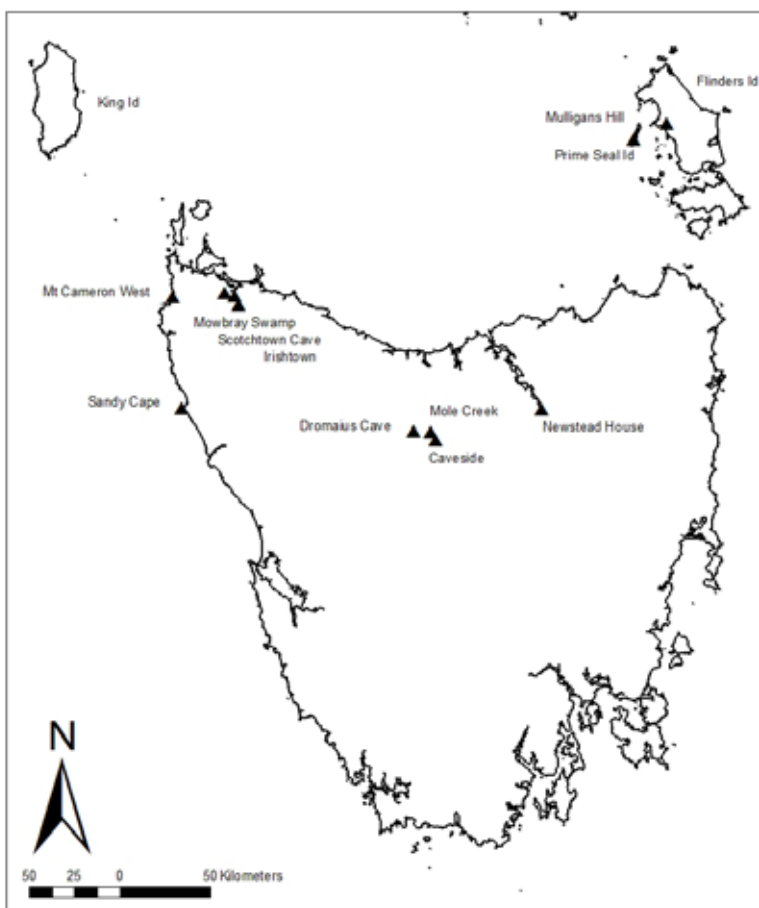 King Id
Flinders Id
Mulligans Hill
Prime Seal Id
Mt Cameron West
Mowbray Swamp
Scotchtown Cave
Irishtown
Sandy Cape
Dromaius Cave
Mole Creek
Newstead House
Caveside
N
50 25 0 50 Kilometers